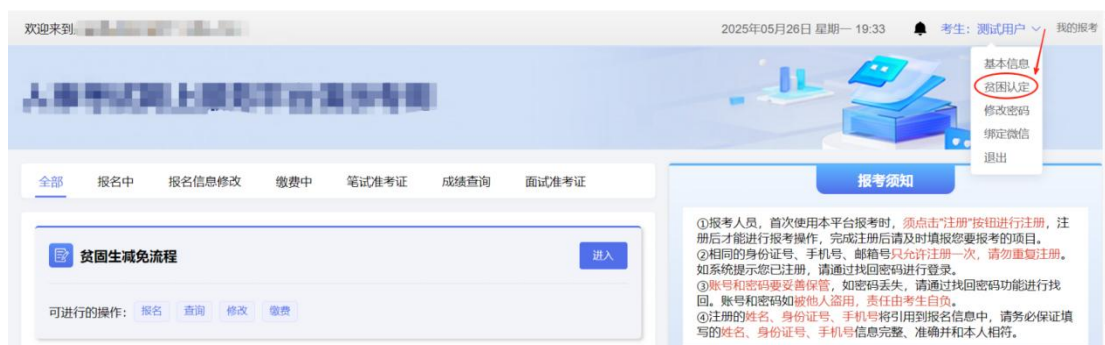 欢迎来到
2025年05月26日 星期一 19:33
考生：测试用户
我的报考
基本信息
贫困认定
修改密码
绑定微信
退出
全部 报名中 报名信息修改 缴费中 笔试准考证 成绩查询 面试准考证
贫困生减免流程
进入
可进行的操作： 报名 查询 修改 缴费
报考须知
①报考人员，首次使用本平台报考时，须点击“注册”按钮进行注册，注
册后才能进行报考操作，完成注册后请及时填报您要报考的项目。
②相同的身份证号、手机号、邮箱号只允许注册一次，请勿重复注册。
如系统提示您已注册，请通过找回密码进行登录。
③账号和密码要妥善保管，如密码丢失，请通过找回密码功能进行找
回。账号和密码如被他人盗用，责任由考生自负。
④注册的姓名、身份证号、手机号将引用到报名信息中，请务必保证填
写的姓名、身份证号、手机号信息完整、准确并和本人相符。